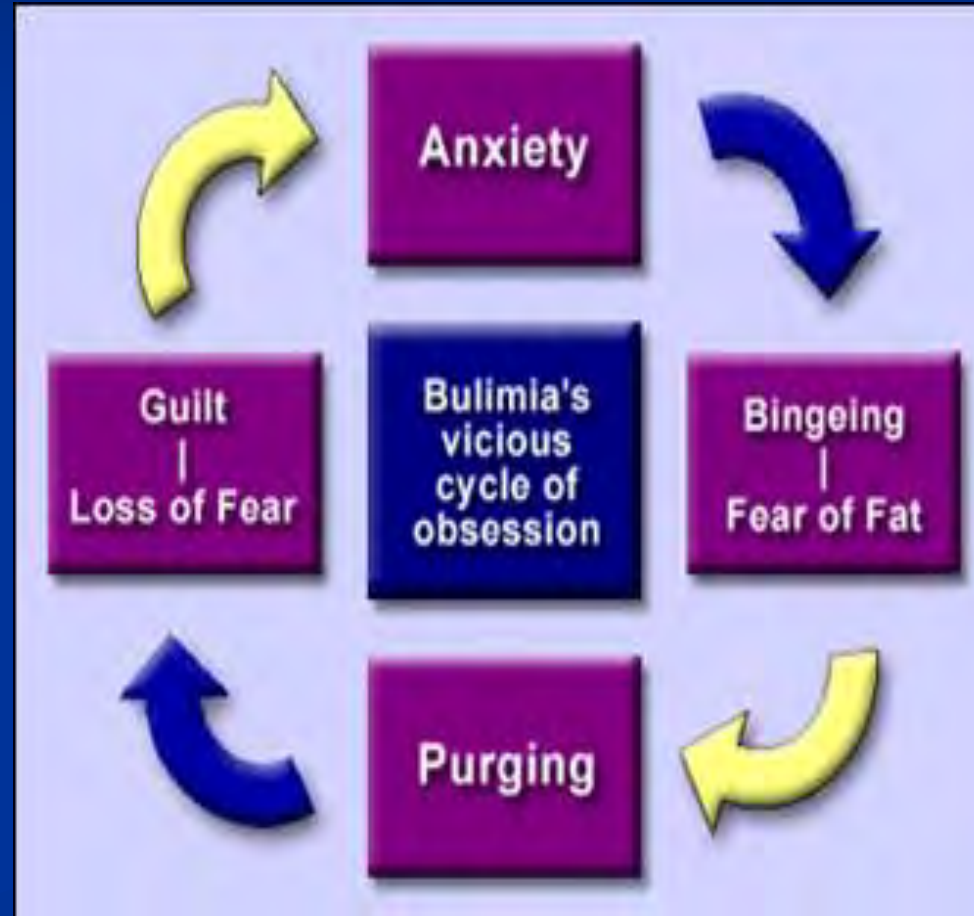 Anxiety
Guilt
|
Loss of Fear
Bulimia's
vicious
cycle of
obsession
Bingeing
|
Fear of Fat
Purging